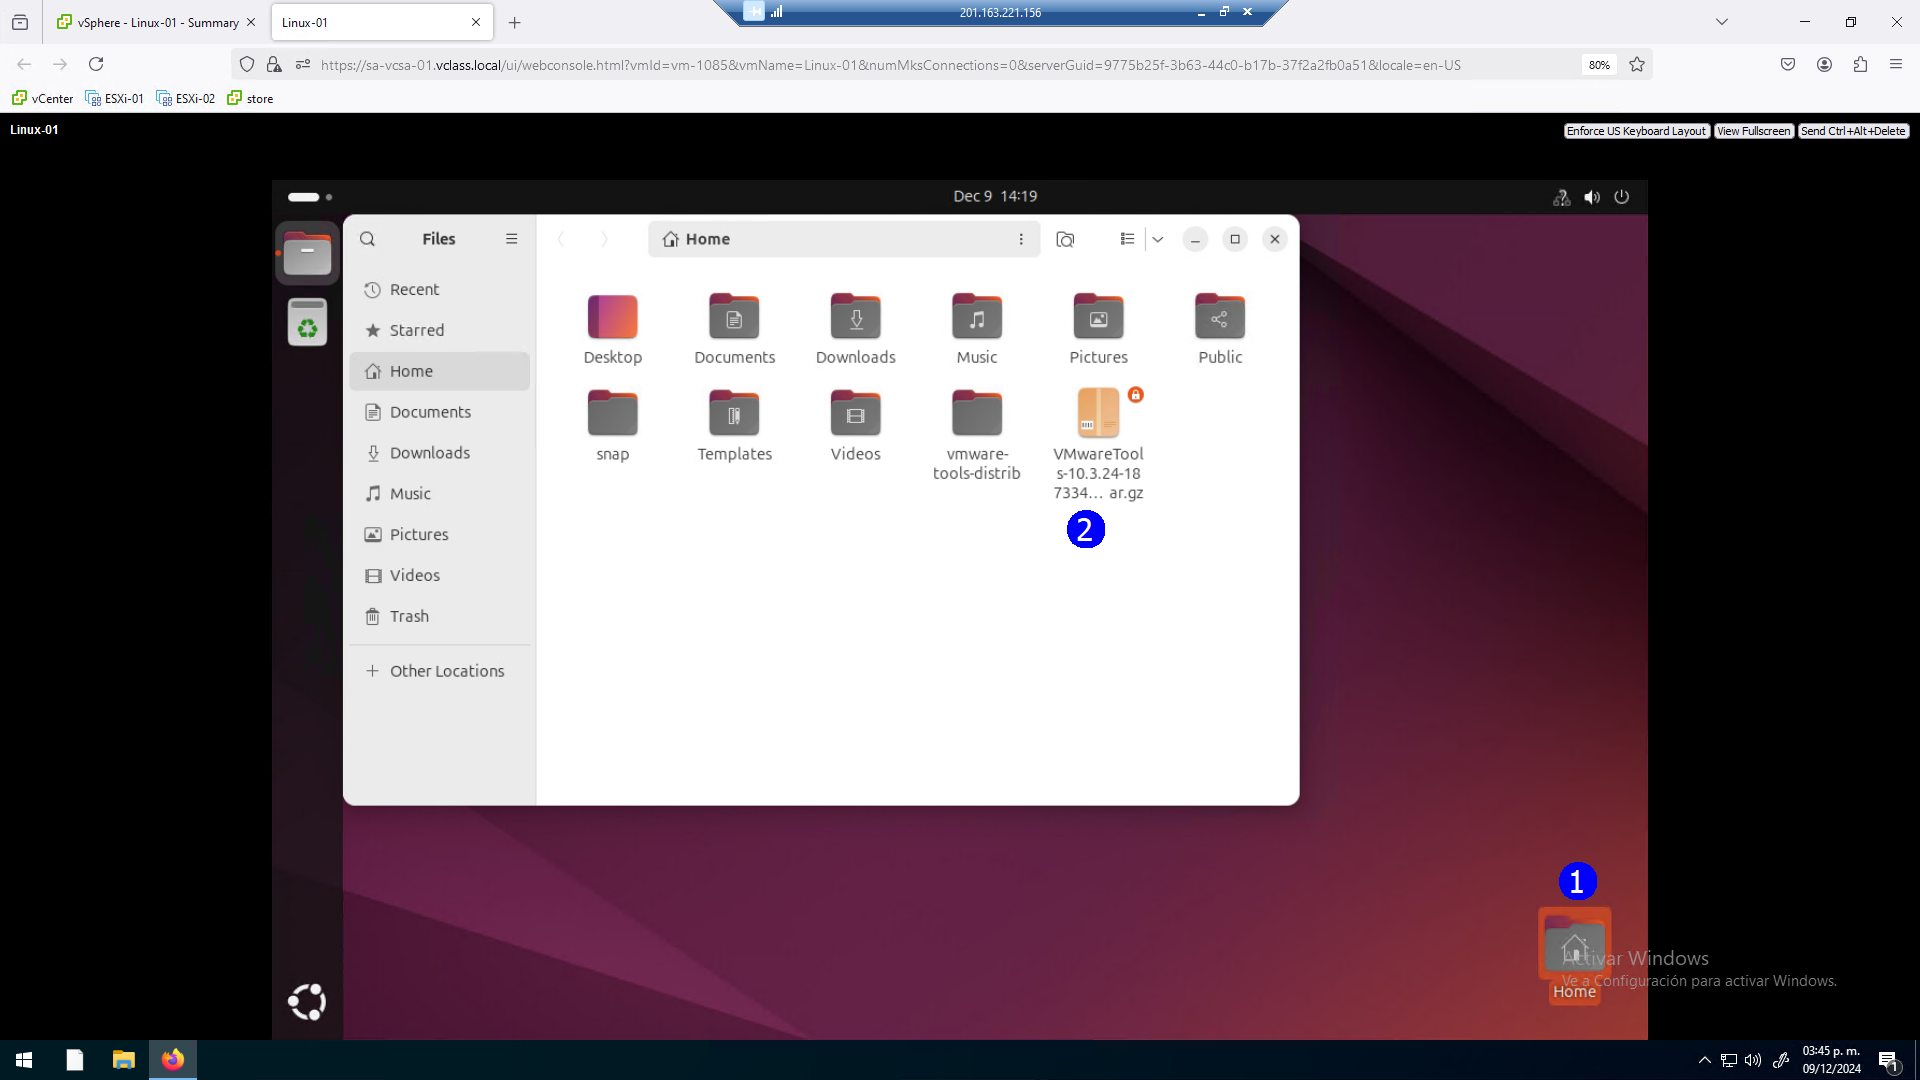 vSphere - Linux-01 - Summary
Linux-01
201.163.221.156
https://sa-vcsa-01.vclass.local/ui/webconsole.html?vmId=vm-1085&vmName=Linux-01&numMksConnections=0&serverGuid=9775b25f-3b63-44c0-b17b-37f2a2fb0a51&locale=en-US
80%
vCenter
ESXi-01
ESXi-02
store
Linux-01
Enforce US Keyboard Layout
View Fullscreen
Send Ctrl+Alt+Delete
Dec 9 14:19
Files
Home
Recent
Starred
Home
Documents
Downloads
Music
Pictures
Videos
Trash
Other Locations
Desktop
Documents
Downloads
Music
Pictures
Public
snap
Templates
Videos
vmware-
tools-distrib
VMwareTool
s-10.3.24-18
7334... ar.gz
2
1
Home
Activar Windows
Ve a Configuración para activar Windows.
03:45 p. m.
09/12/2024
1